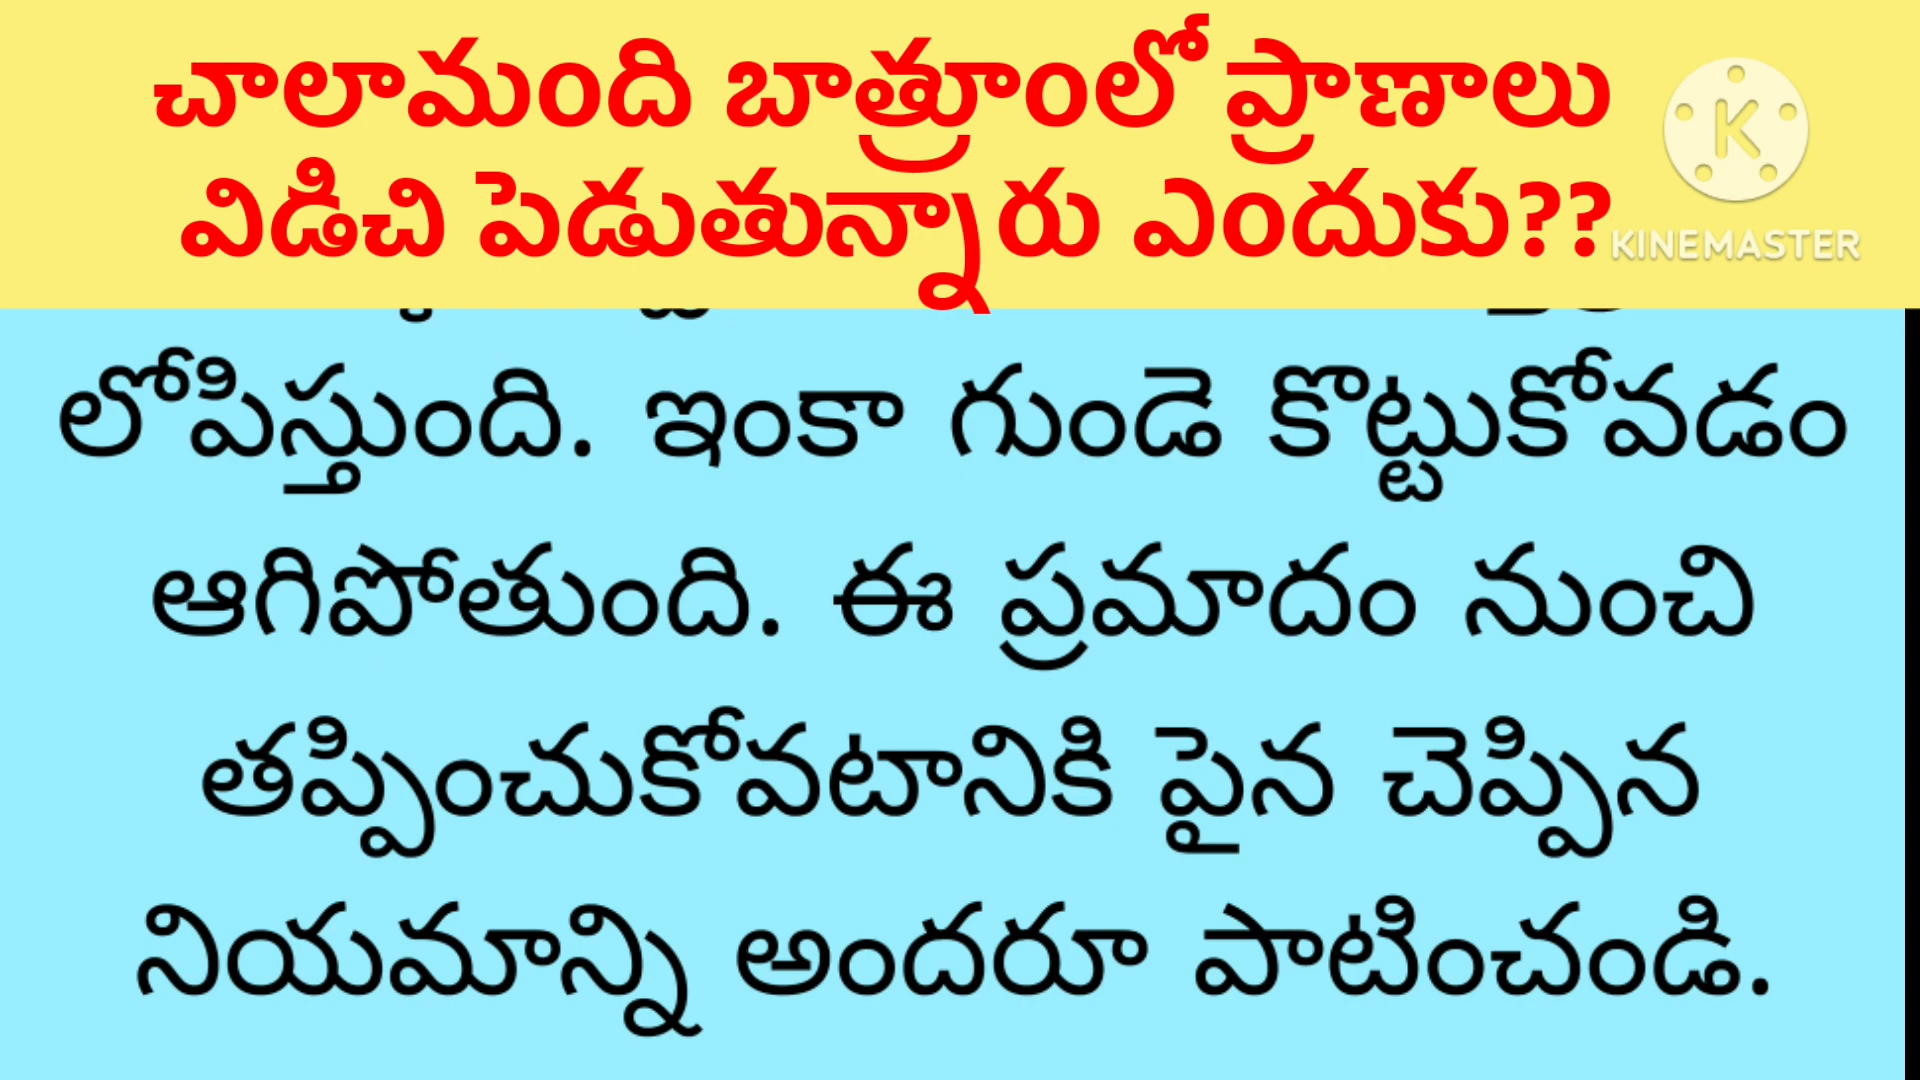 చాలామంది బాత్రూంలో ప్రాణాలు
విడిచి పెడుతున్నారు ఎందుకు??
K
KINEMASTER
లోపిస్తుంది. ఇంకా గుండె కొట్టుకోవడం
ఆగిపోతుంది. ఈ ప్రమాదం నుంచి
తప్పించుకోవటానికి పైన చెప్పిన
నియమాన్ని అందరూ పాటించండి.